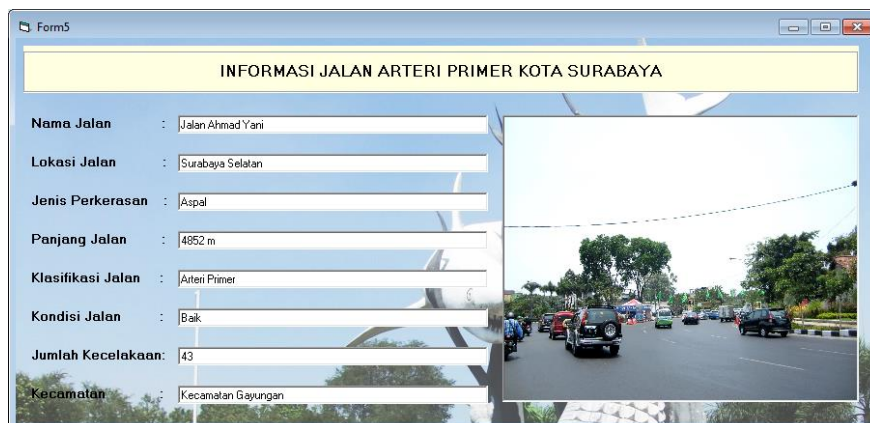 Form5
INFORMASI JALAN ARTERI PRIMER KOTA SURABAYA
Nama Jalan : Jalan Ahmad Yani
Lokasi Jalan : Surabaya Selatan
Jenis Perkerasan : Aspal
Panjang Jalan : 4852 m
Klasifikasi Jalan : Arteri Primer
Kondisi Jalan : Baik
Jumlah Kecelakaan: 43
Kecamatan : Kecamatan Gayungan